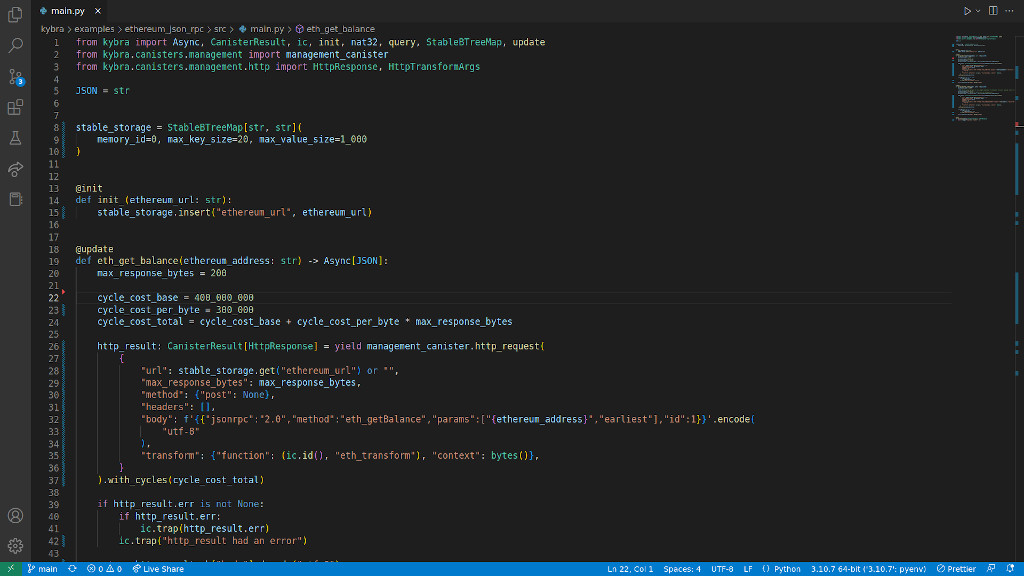 main.py ×
kybra > examples > ethereum_json_rpc > src > main.py > eth_get_balance
1 from kybra import Async, CanisterResult, ic, init, nat32, query, StableBTreeMap, update
2 from kybra.canisters.management import management_canister
3 from kybra.canisters.management.http import HttpResponse, HttpTransformArgs
4
5 JSON = str
6
7
8 stable_storage = StableBTreeMap[str, str](
9 memory_id=0, max_key_size=20, max_value_size=1_000
10 )
11
12
13 @init
14 def init_(ethereum_url: str):
15 stable_storage.insert("ethereum_url", ethereum_url)
16
17
18 @update
19 def eth_get_balance(ethereum_address: str) -> Async[JSON]:
20 max_response_bytes = 200
21
22 cycle_cost_base = 400_000_000
23 cycle_cost_per_byte = 300_000
24 cycle_cost_total = cycle_cost_base + cycle_cost_per_byte * max_response_bytes
25
26 http_result: CanisterResult[HttpResponse] = yield management_canister.http_request(
27 {
28 "url": stable_storage.get("ethereum_url") or "",
29 "max_response_bytes": max_response_bytes,
30 "method": {"post": None},
31 "headers": [],
32 "body": f'{{"jsonrpc":"2.0","method":"eth_getBalance","params":["{ethereum_address}","earliest"],"id":1}}'.encode(
33 "utf-8"
34 ),
35 "transform": {"function": (ic.id(), "eth_transform"), "context": bytes()},
36 }
37 ).with_cycles(cycle_cost_total)
38
39 if http_result.err is not None:
40 if http_result.err:
41 ic.trap(http_result.err)
42 ic.trap("http_result had an error")
43
3
main 0 0 Live Share Ln 22, Col 1 Spaces: 4 UTF-8 LF Python 3.10.7 64-bit ('3.10.7': pyenv) Prettier